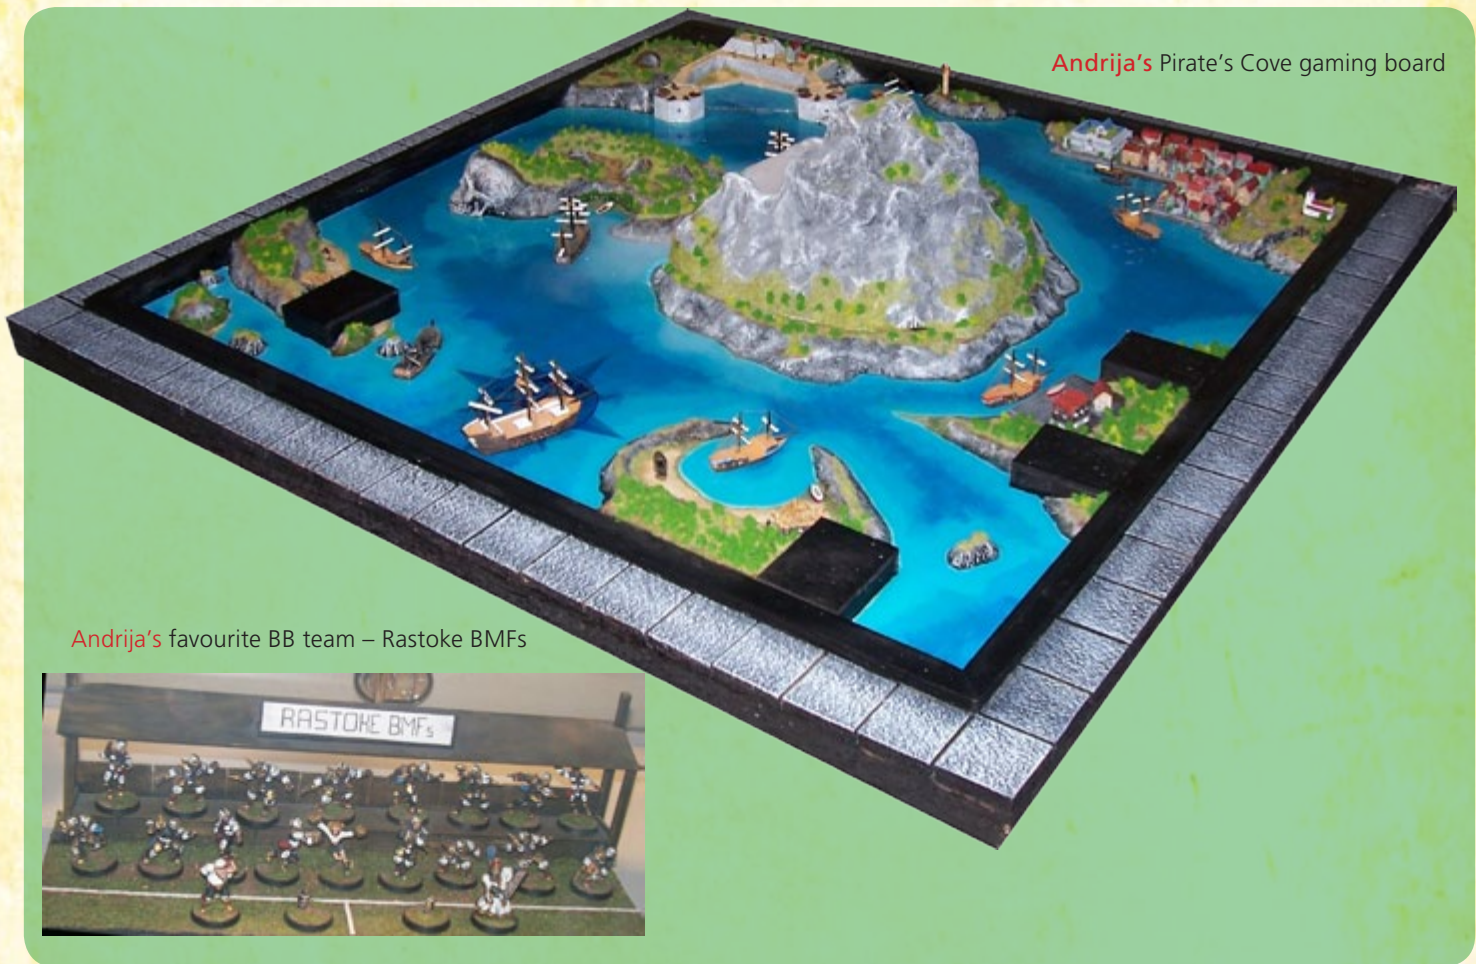 Andrija’s Pirate’s Cove gaming board
Andrija’s favourite BB team – Rastoke BMFs
RASTOKE BMFs